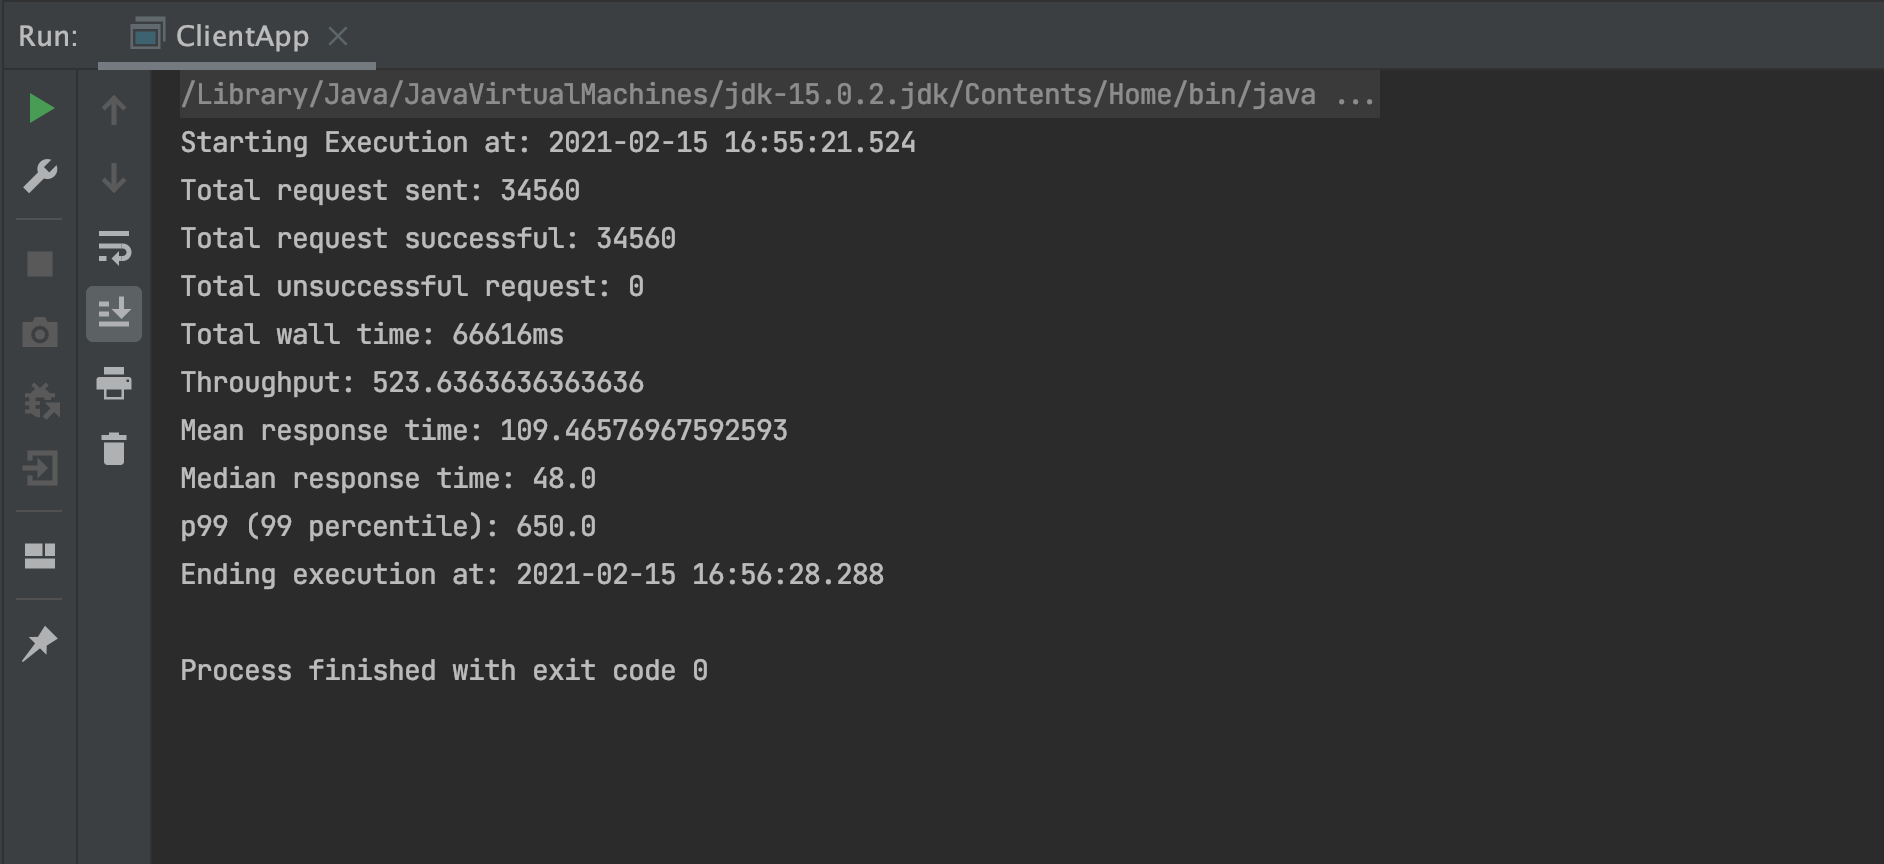 Run:
ClientApp
/Library/Java/JavaVirtualMachines/jdk-15.0.2.jdk/Contents/Home/bin/java ...
Starting Execution at: 2021-02-15 16:55:21.524
Total request sent: 34560
Total request successful: 34560
Total unsuccessful request: 0
Total wall time: 66616ms
Throughput: 523.6363636363636
Mean response time: 109.46576967592593
Median response time: 48.0
p99 (99 percentile): 650.0
Ending execution at: 2021-02-15 16:56:28.288
Process finished with exit code 0